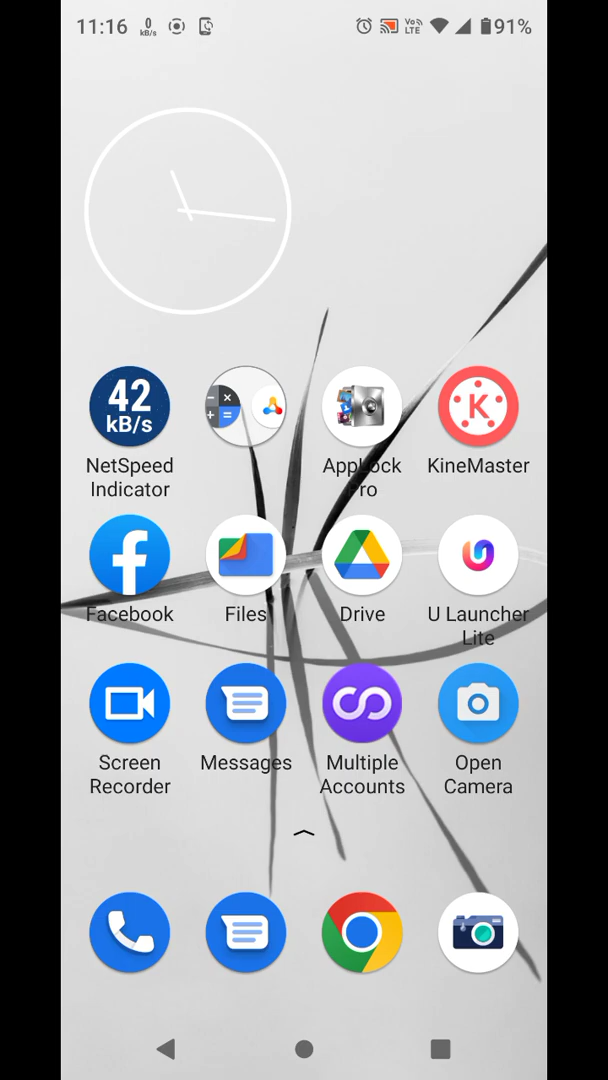 11:16 0 kB/s Vo LTE 91%
42 kB/s
NetSpeed Indicator
AppLock Pro
KineMaster
Facebook
Files
Drive
U Launcher Lite
Screen Recorder
Messages
Multiple Accounts
Open Camera